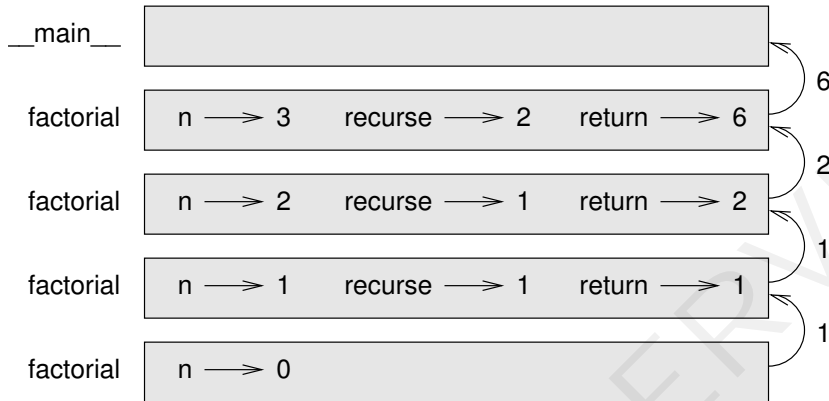 __main__
6
factorial n 3 recurse 2 return 6
2
factorial n 2 recurse 1 return 2
1
factorial n 1 recurse 1 return 1
1
factorial n 0